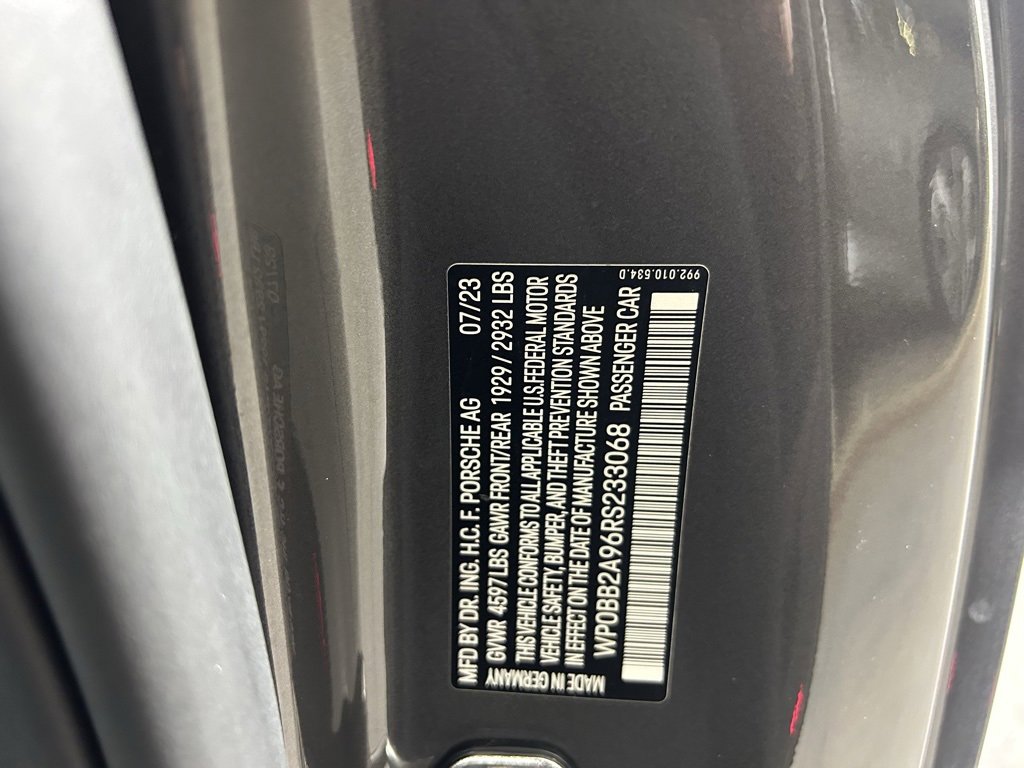 MFD BY DR. ING. H.C. F. PORSCHE AG 07/23
GVWR 4597 LBS GAWR FRONT/REAR 1929 / 2932 LBS
THIS VEHICLE CONFORMS TO ALL APPLICABLE U.S. FEDERAL MOTOR
VEHICLE SAFETY, BUMPER, AND THEFT PREVENTION STANDARDS
IN EFFECT ON THE DATE OF MANUFACTURE SHOWN ABOVE
WP0BB2A96RS233068 PASSENGER CAR
MADE IN GERMANY
992.010.534.D